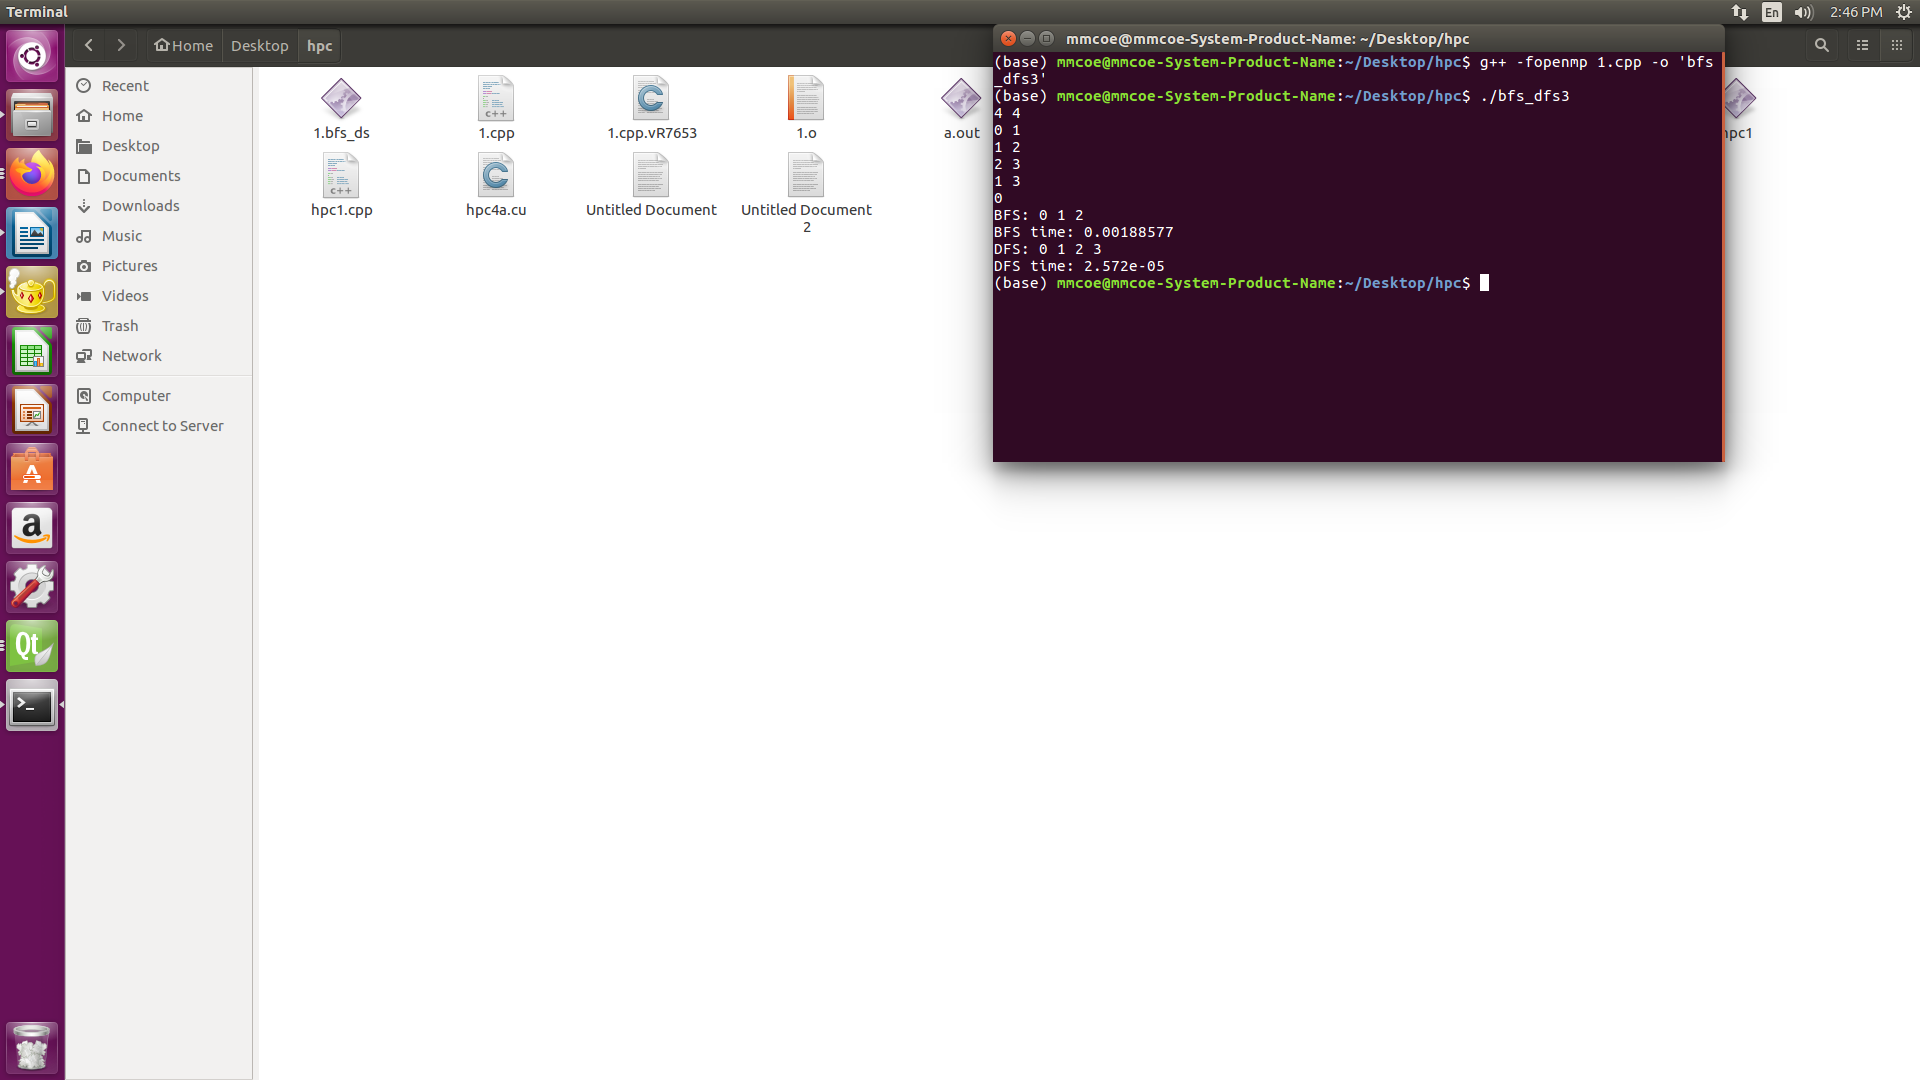 Terminal
En
2:46 PM
Home
Desktop
hpc
Recent
Home
Desktop
Documents
Downloads
Music
Pictures
Videos
Trash
Network
Computer
Connect to Server
1.bfs_ds
1.cpp
1.cpp.vR7653
1.o
a.out
hpc1.cpp
hpc4a.cu
Untitled Document
Untitled Document
2
c++
C
c++
C
A
a
Qt
>_
mmcoe@mmcoe-System-Product-Name: ~/Desktop/hpc
(base) mmcoe@mmcoe-System-Product-Name:~/Desktop/hpc$ g++ -fopenmp 1.cpp -o 'bfs
_dfs3'
(base) mmcoe@mmcoe-System-Product-Name:~/Desktop/hpc$ ./bfs_dfs3
4 4
0 1
1 2
2 3
1 3
0
BFS: 0 1 2
BFS time: 0.00188577
DFS: 0 1 2 3
DFS time: 2.572e-05
(base) mmcoe@mmcoe-System-Product-Name:~/Desktop/hpc$